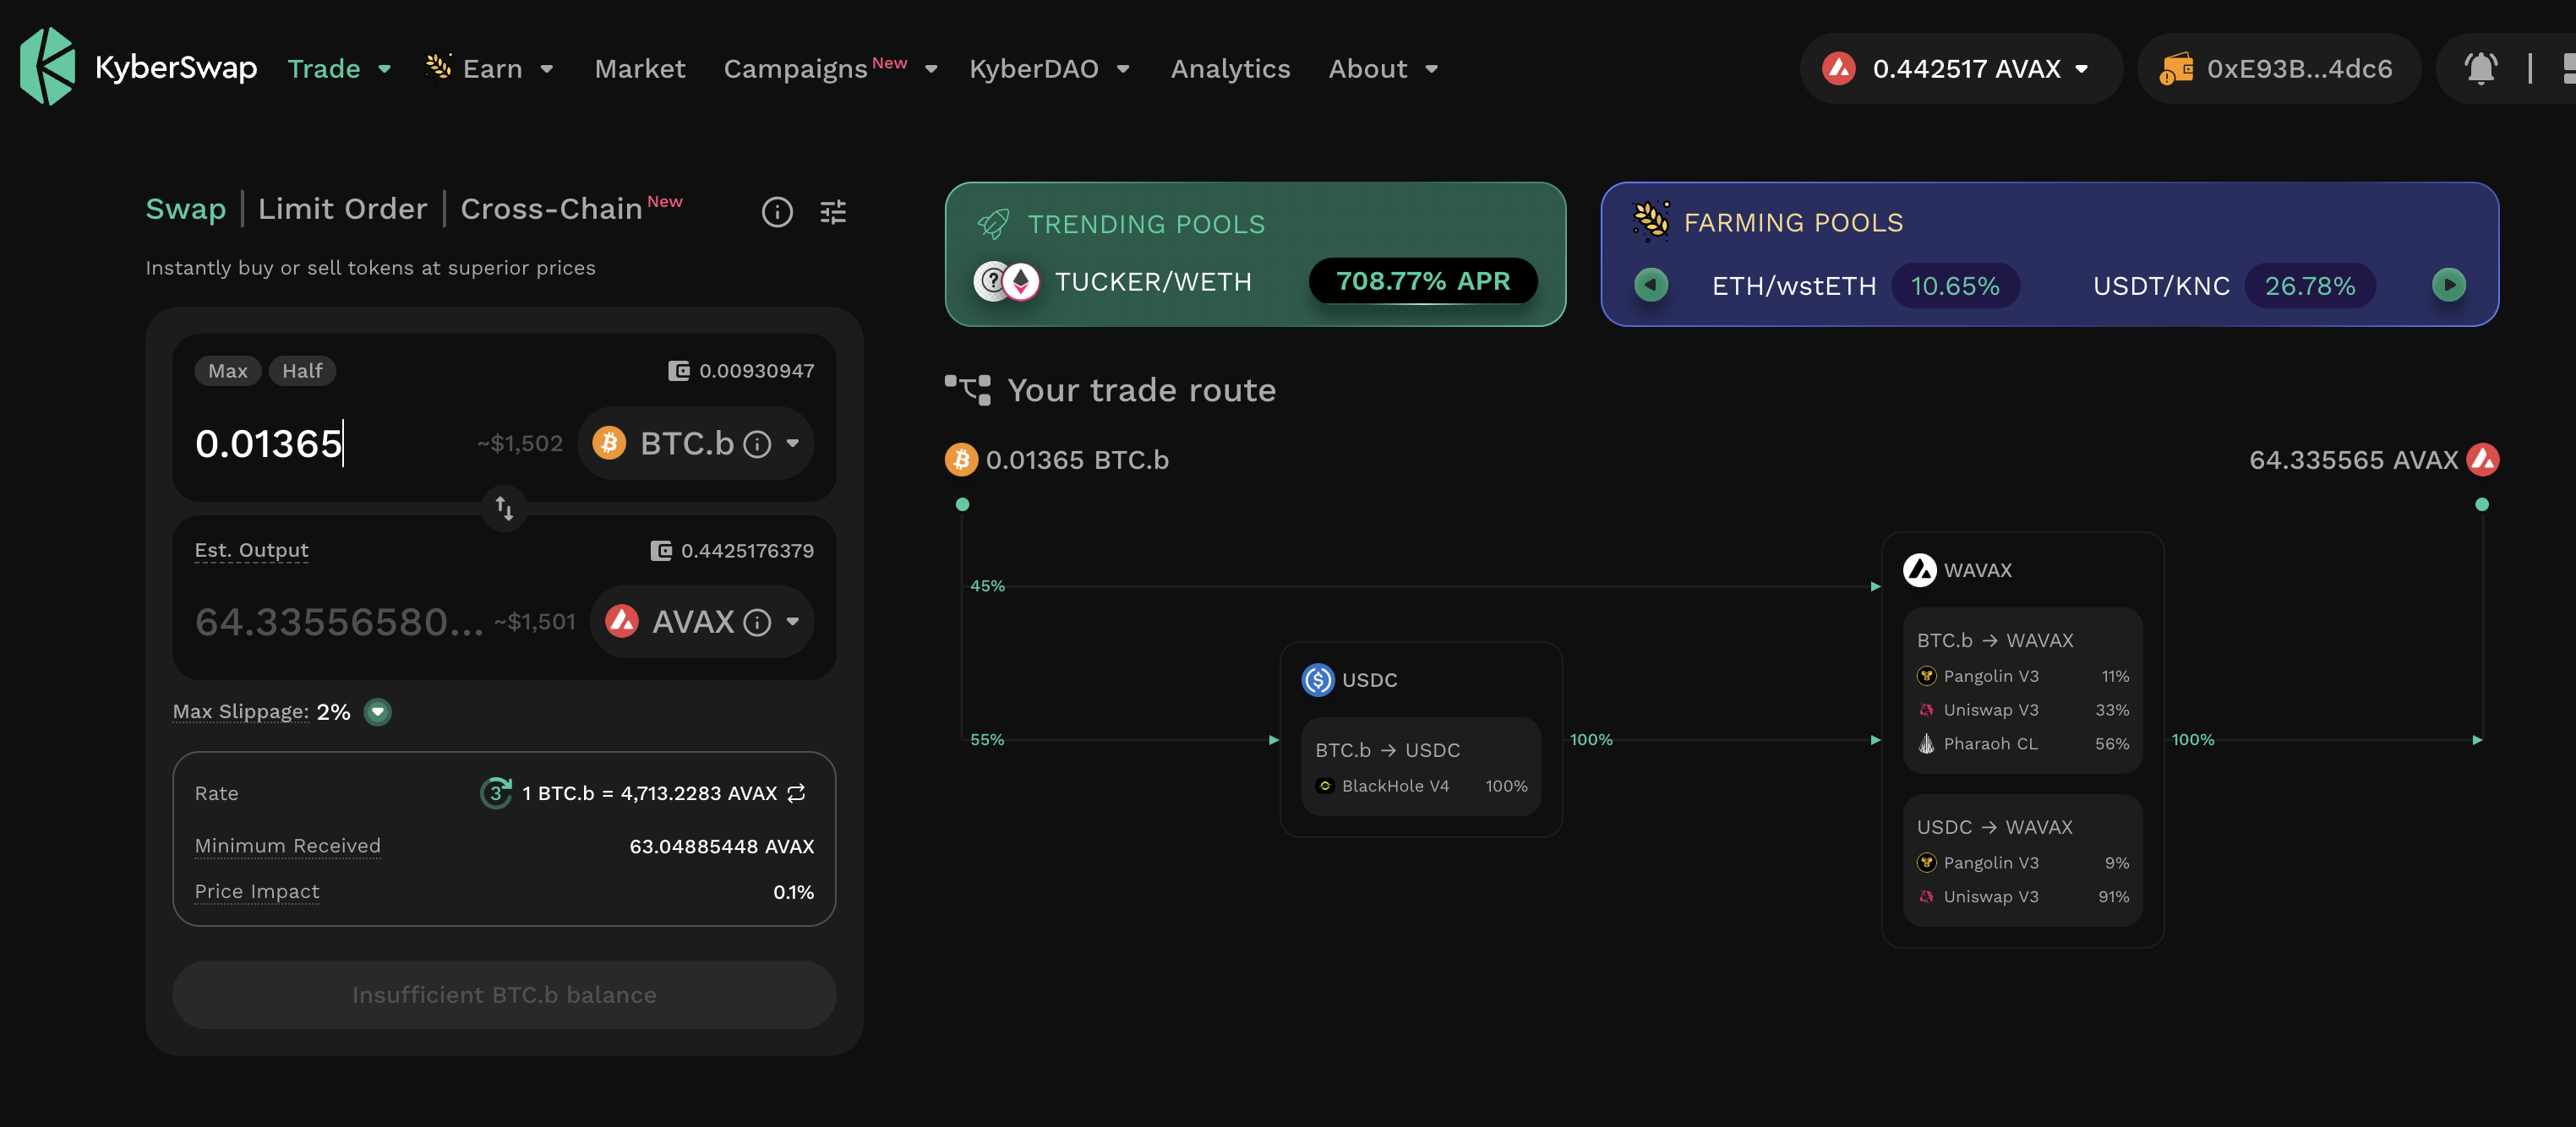 KyberSwap Trade Earn Market Campaigns New KyberDAO Analytics About 0.442517 AVAX 0xE93B...4dc6
Swap | Limit Order | Cross-Chain New
Instantly buy or sell tokens at superior prices
Max Half 0.00930947
0.01365 ~$1,502 BTC.b
Est. Output 0.4425176379
64.33556580... ~$1,501 AVAX
Max Slippage: 2%
Rate 3 1 BTC.b = 4,713.2283 AVAX
Minimum Received 63.04885448 AVAX
Price Impact 0.1%
Insufficient BTC.b balance
TRENDING POOLS
TUCKER/WETH 708.77% APR
FARMING POOLS
ETH/wstETH 10.65% USDT/KNC 26.78%
Your trade route
0.01365 BTC.b 64.335565 AVAX
45%
55%
USDC
BTC.b → USDC
BlackHole V4 100%
100%
WAVAX
BTC.b → WAVAX
Pangolin V3 11%
Uniswap V3 33%
Pharaoh CL 56%
USDC → WAVAX
Pangolin V3 9%
Uniswap V3 91%
100%